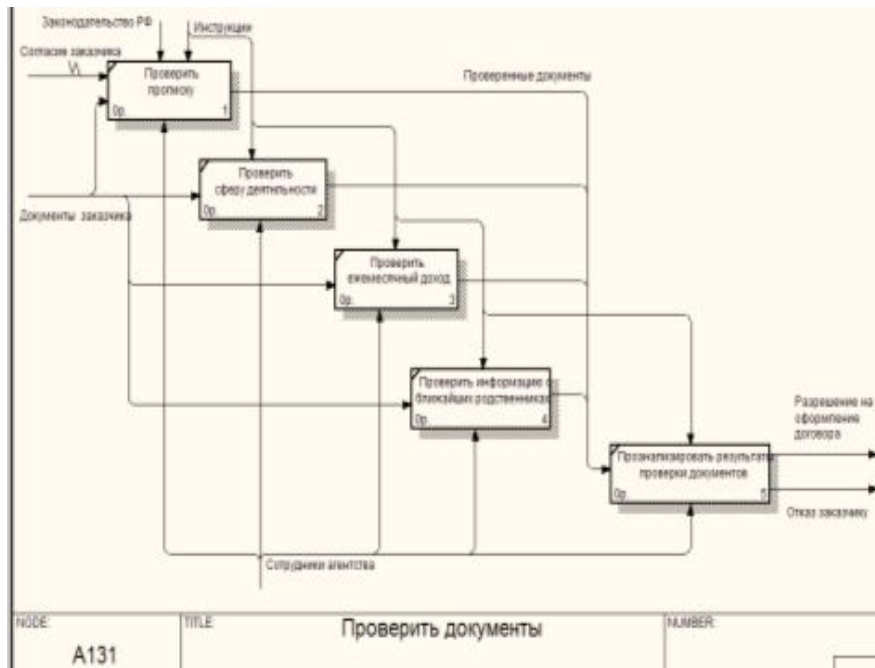 Законодательство РФ
Инструкции
Согласие заказчика
Проверить
прописку
0р.
1
Проверенные документы
Проверить
сферу деятнльности
0р.
2
Документы заказчика
Проверить
ежемесячный доход
0р.
3
Проверить информацию о
ближайших родственниках
0р.
4
Разрешение на
оформление
договора
Проанализировать результаты
проверки документов
0р.
5
Отказ заказчику
Сотрудники агентства
NODE:
TITLE:
NUMBER:
Проверить документы
A131